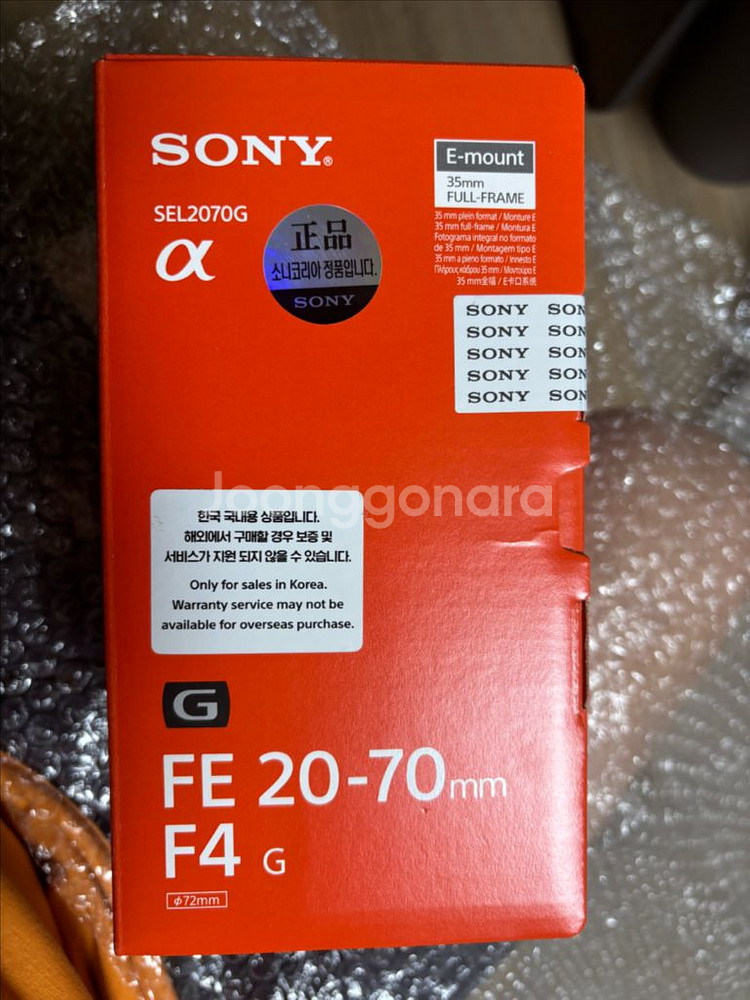 SONY®
SEL2070G
α
正品
소니코리아 정품입니다.
SONY
E-mount
35mm
FULL-FRAME
35 mm plein format / Monture E
35 mm full-frame / Montura E
Fotograma integral no formato
de 35 mm / Montagem tipo E
35 mm a pieno formato / Innesto E
Πλήρους κάδρου 35 mm / Μοντούρα E
35 mm全幅 / E卡口系统
SONY SON
SONY SON
SONY SON
SONY SON
SONY SON
Joonggonara
한국 국내용 상품입니다.
해외에서 구매할 경우 보증 및
서비스가 지원 되지 않을 수 있습니다.
Only for sales in Korea.
Warranty service may not be
available for overseas purchase.
G
FE 20-70mm
F4 G
φ72mm